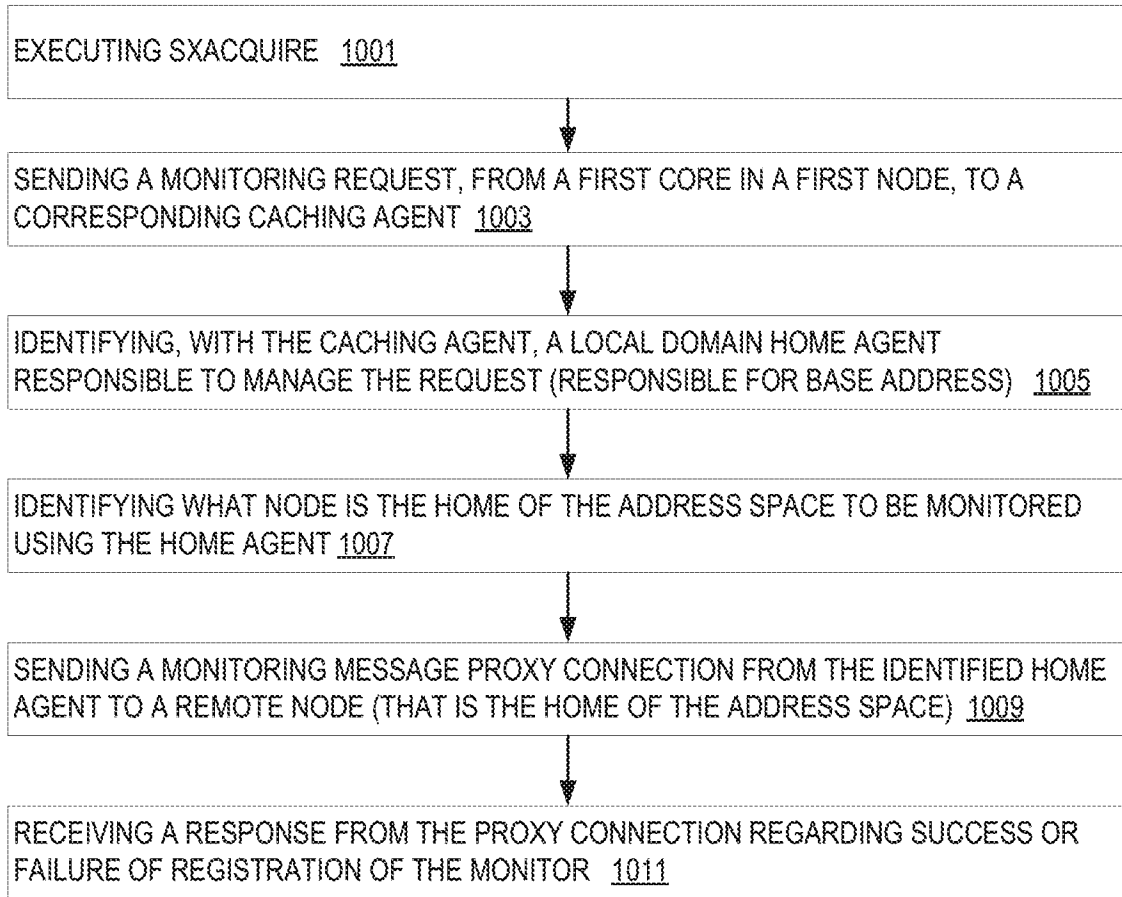 EXECUTING SXACQUIRE 1001
SENDING A MONITORING REQUEST, FROM A FIRST CORE IN A FIRST NODE, TO A
CORRESPONDING CACHING AGENT 1003
IDENTIFYING, WITH THE CACHING AGENT, A LOCAL DOMAIN HOME AGENT
RESPONSIBLE TO MANAGE THE REQUEST (RESPONSIBLE FOR BASE ADDRESS) 1005
IDENTIFYING WHAT NODE IS THE HOME OF THE ADDRESS SPACE TO BE MONITORED
USING THE HOME AGENT 1007
SENDING A MONITORING MESSAGE PROXY CONNECTION FROM THE IDENTIFIED HOME
AGENT TO A REMOTE NODE (THAT IS THE HOME OF THE ADDRESS SPACE) 1009
RECEIVING A RESPONSE FROM THE PROXY CONNECTION REGARDING SUCCESS OR
FAILURE OF REGISTRATION OF THE MONITOR 1011